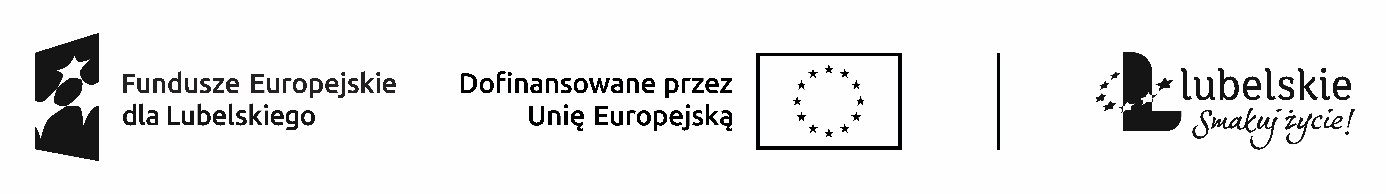 Fundusze Europejskie
dla Lubelskiego
Dofinansowane przez
Unię Europejską
lubelskie
Smakuj życie!